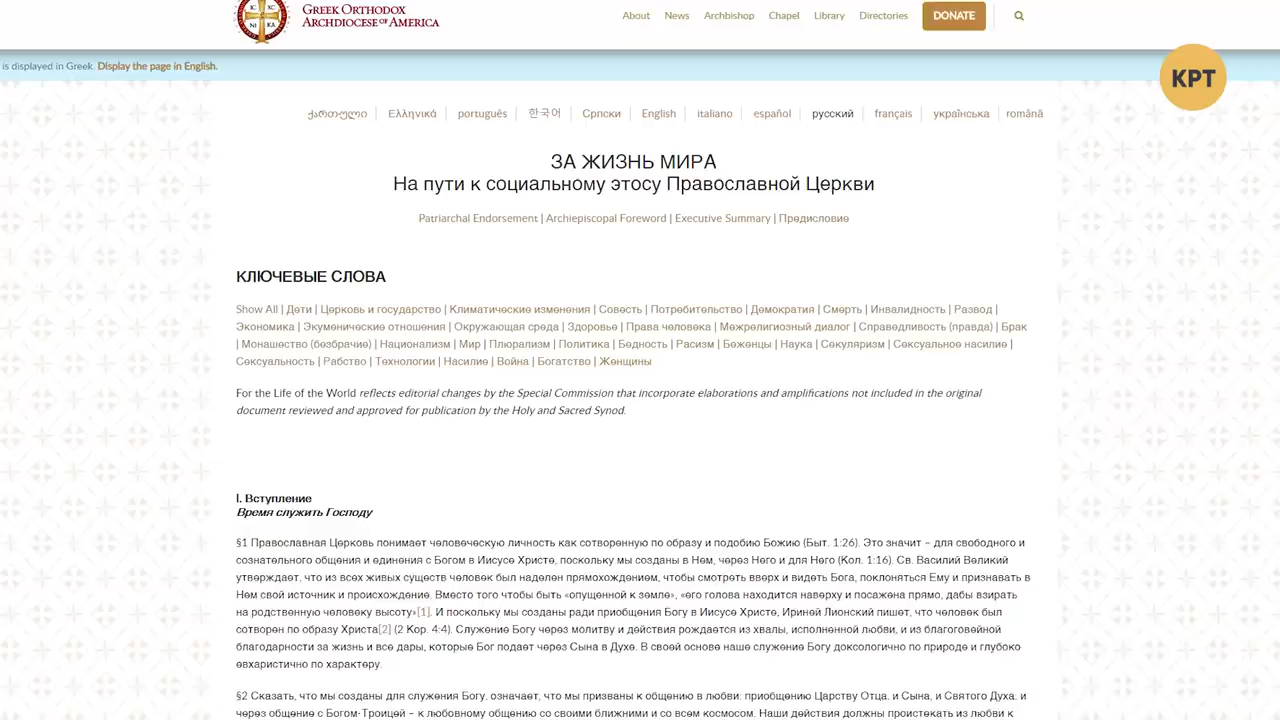 GREEK ORTHODOX
ARCHDIOCESE OF AMERICA
About News Archbishop Chapel Library Directories DONATE
is displayed in Greek. Display the page in English.
КРТ
ქართული Ελληνικά português 한국어 Српски English italiano español русский français українська română
ЗА ЖИЗНЬ МИРА
На пути к социальному этосу Православной Церкви
Patriarchal Endorsement | Archiepiscopal Foreword | Executive Summary | Предисловие
КЛЮЧЕВЫЕ СЛОВА
Show All | Дети | Церковь и государство | Климатические изменения | Совесть | Потребительство | Демократия | Смерть | Инвалидность | Развод |
Экономика | Экуменические отношения | Окружающая среда | Здоровье | Права человека | Межрелигиозный диалог | Справедливость (правда) | Брак
| Монашество (безбрачие) | Национализм | Мир | Плюрализм | Политика | Бедность | Расизм | Беженцы | Наука | Секуляризм | Сексуальное насилие |
Сексуальность | Рабство | Технологии | Насилие | Война | Богатство | Женщины
For the Life of the World reflects editorial changes by the Special Commission that incorporate elaborations and amplifications not included in the original
document reviewed and approved for publication by the Holy and Sacred Synod.
I. Вступление
Время служить Господу
§1 Православная Церковь понимает человеческую личность как сотворенную по образу и подобию Божию (Быт. 1:26). Это значит – для свободного и
сознательного общения и единения с Богом в Иисусе Христе, поскольку мы созданы в Нем, через Него и для Него (Кол. 1:16). Св. Василий Великий
утверждает, что из всех живых существ человек был наделен прямохождением, чтобы смотреть вверх и видеть Бога, поклоняться Ему и признавать в
Нем свой источник и происхождение. Вместо того чтобы быть «опущенной к земле», «его голова находится наверху и посажена прямо, дабы взирать
на родственную человеку высоту»[1]. И поскольку мы созданы ради приобщения Богу в Иисусе Христе, Ириней Лионский пишет, что человек был
сотворен по образу Христа[2] (2 Кор. 4:4). Служение Богу через молитву и действия рождается из хвалы, исполненной любви, и из благоговейной
благодарности за жизнь и все дары, которые Бог подает через Сына в Духе. В своей основе наше служение Богу доксологично по природе и глубоко
евхаристично по характеру.
§2 Сказать, что мы созданы для служения Богу, означает, что мы призваны к общению в любви: приобщению Царству Отца, и Сына, и Святого Духа; и
через общение с Богом-Троицей – к любовному общению со своими ближними и со всем космосом. Наши действия должны проистекать из любви к